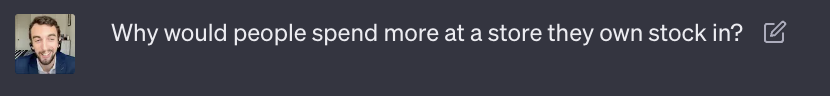 Why would people spend more at a store they own stock in?